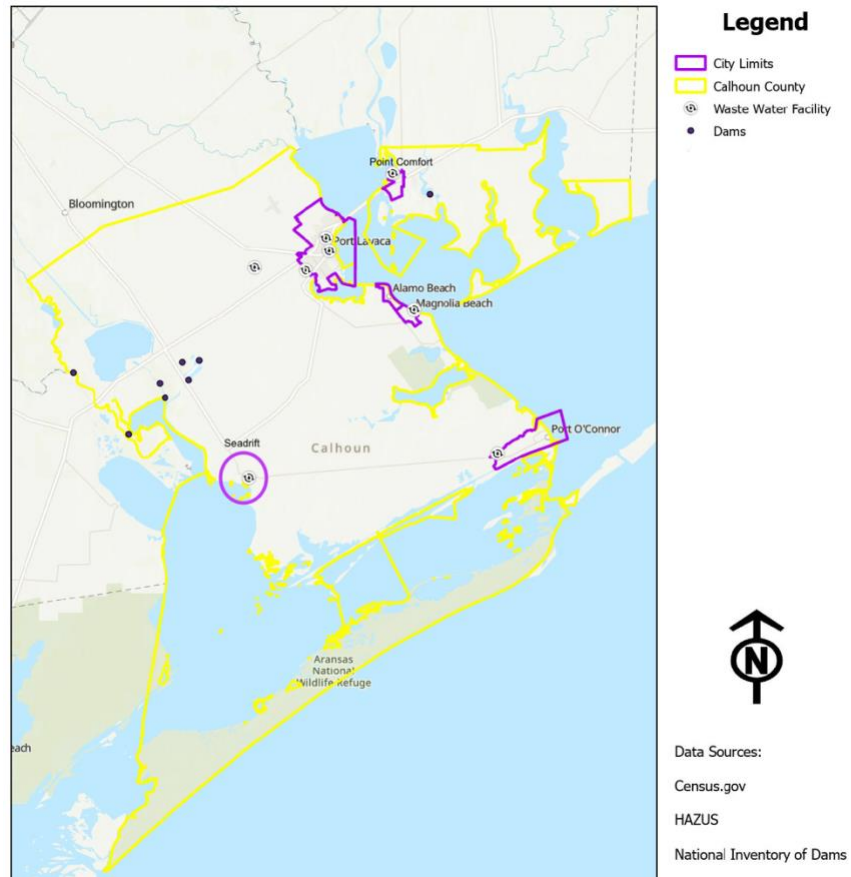 Legend
City Limits
Calhoun County
Waste Water Facility
Dams
Point Comfort
Bloomington
Port Lavaca
Alamo Beach
Magnolia Beach
Port O'Connor
Seadrift
Calhoun
Aransas
National
Wildlife Refuge
each
N
Data Sources:
Census.gov
HAZUS
National Inventory of Dams